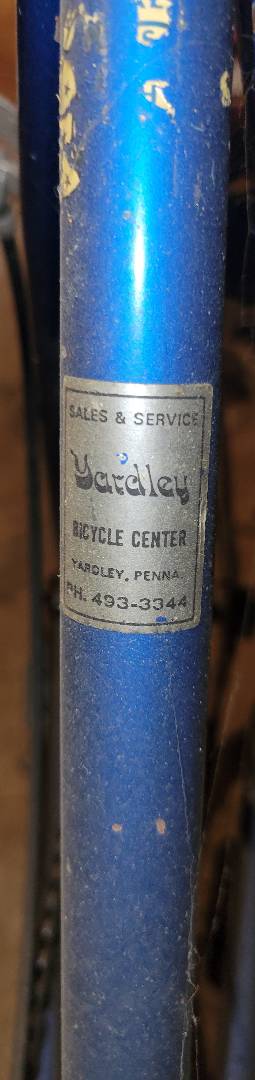 SALES & SERVICE
Yardley
BICYCLE CENTER
YARDLEY, PENNA.
PH. 493-3344